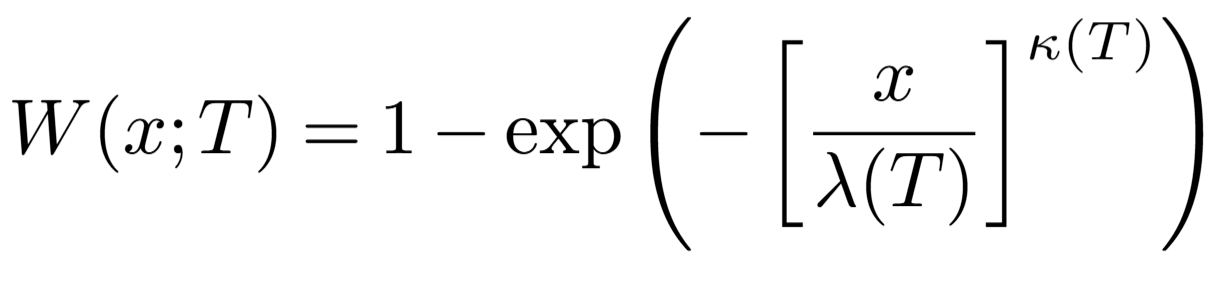 W(x;T) = 1 − exp(−[x/λ(T)]^κ(T))